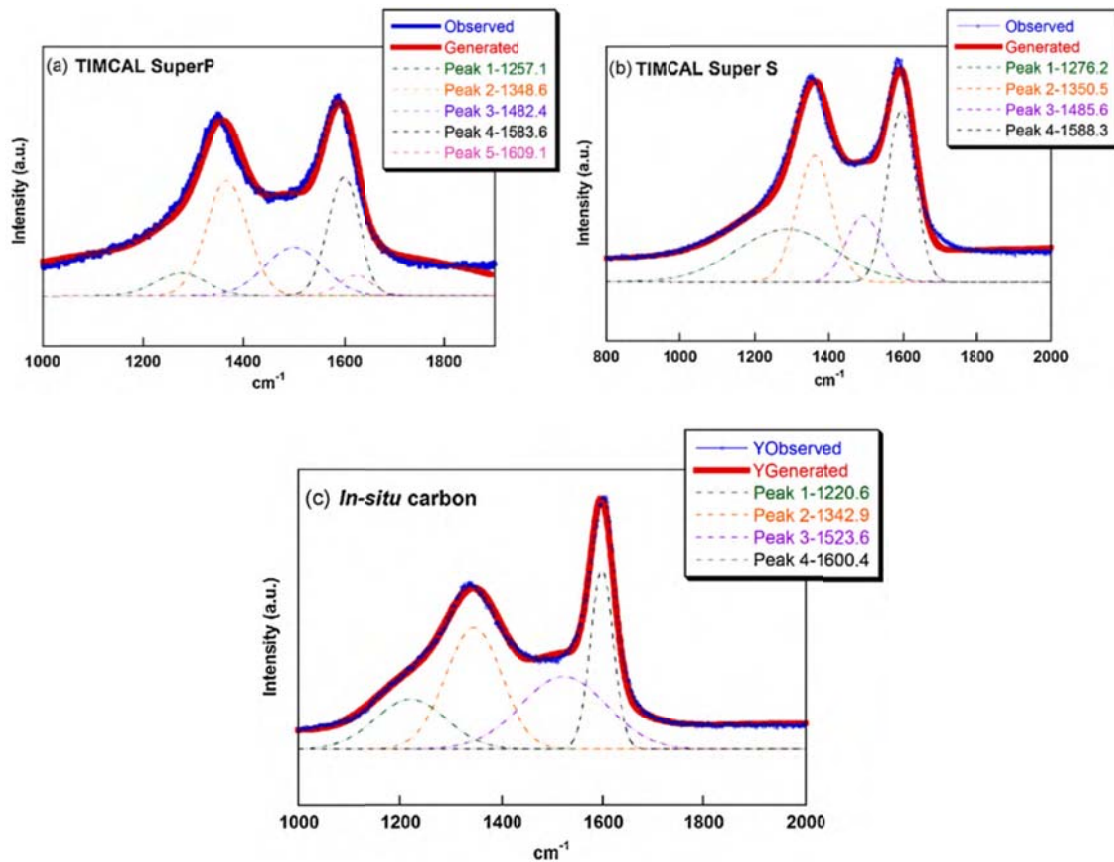 (a) TIMCAL SuperP
Observed
Generated
Peak 1-1257.1
Peak 2-1348.6
Peak 3-1482.4
Peak 4-1583.6
Peak 5-1609.1
Intensity (a.u.)
1000 1200 1400 1600 1800
cm⁻¹
(b) TIMCAL Super S
Observed
Generated
Peak 1-1276.2
Peak 2-1350.5
Peak 3-1485.6
Peak 4-1588.3
Intensity (a.u.)
800 1000 1200 1400 1600 1800 2000
cm⁻¹
(c) In-situ carbon
YObserved
YGenerated
Peak 1-1220.6
Peak 2-1342.9
Peak 3-1523.6
Peak 4-1600.4
Intensity (a.u.)
1000 1200 1400 1600 1800 2000
cm⁻¹